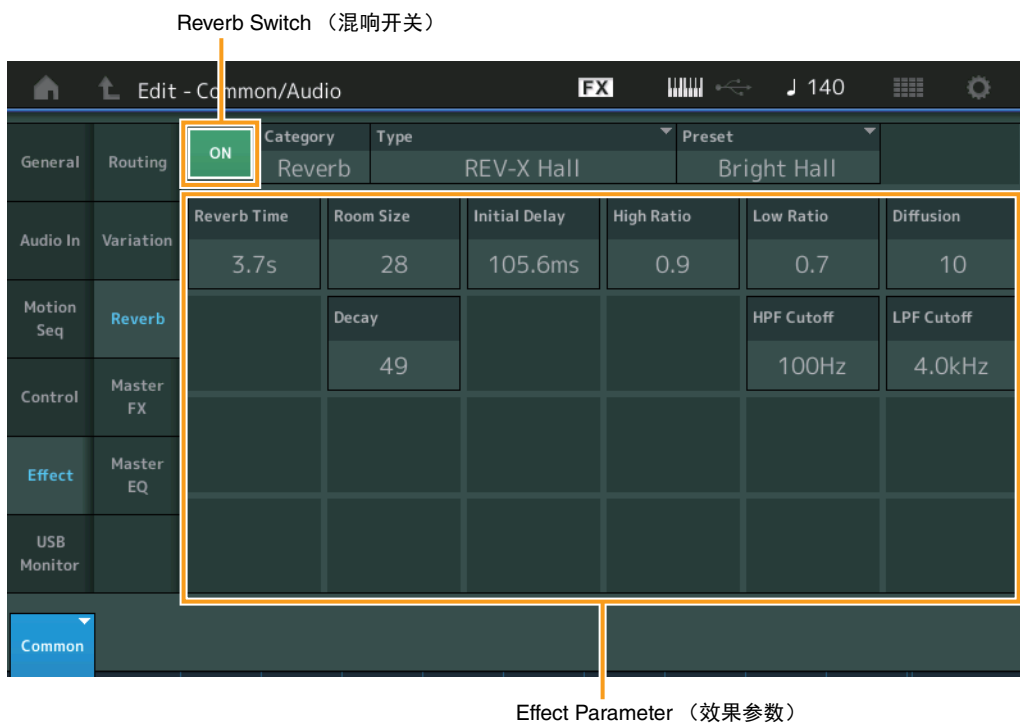 Reverb Switch （混响开关）
Edit - Common/Audio FX ♩ 140
General Routing ON Category Reverb Type REV-X Hall Preset Bright Hall
Audio In Variation
Reverb Time Room Size Initial Delay High Ratio Low Ratio Diffusion
3.7s 28 105.6ms 0.9 0.7 10
Motion Seq Reverb
Decay HPF Cutoff LPF Cutoff
49 100Hz 4.0kHz
Control Master FX
Effect Master EQ
USB Monitor
Common
Effect Parameter （效果参数）